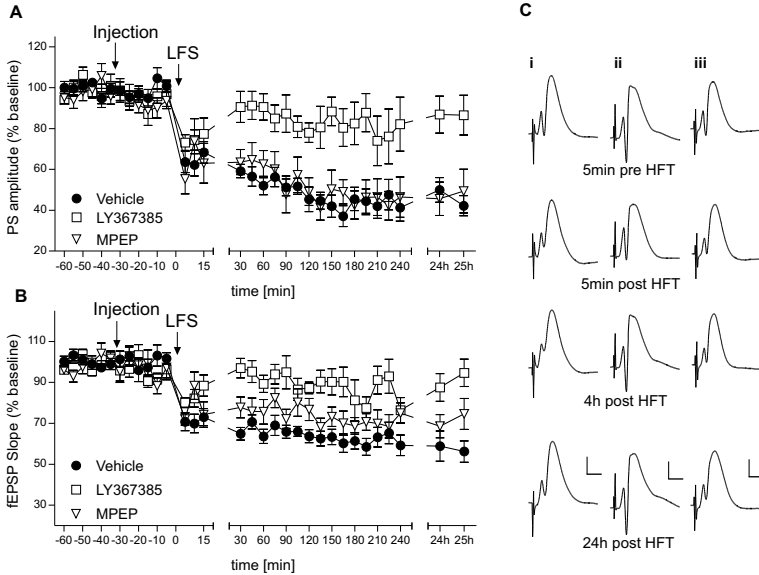 A
Injection
LFS
PS amplitude (% baseline)
120
100
80
60
40
20
Vehicle
LY367385
MPEP
-60 -50 -40 -30 -20 -10 0 15 30 60 90 120 150 180 210 240 24h 25h
time [min]
B
Injection
LFS
fEPSP Slope (% baseline)
110
90
70
50
30
Vehicle
LY367385
MPEP
-60 -50 -40 -30 -20 -10 0 15 30 60 90 120 150 180 210 240 24h 25h
time [min]
C
i ii iii
5min pre HFT
5min post HFT
4h post HFT
24h post HFT